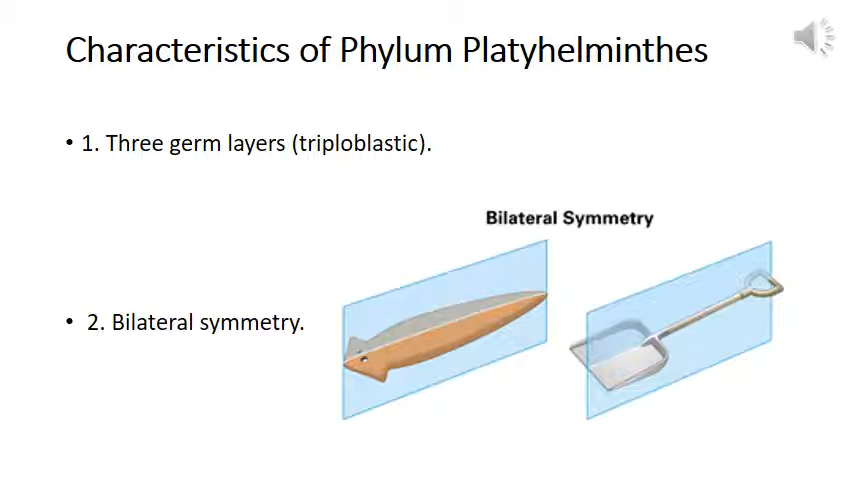 Characteristics of Phylum Platyhelminthes
• 1. Three germ layers (triploblastic).
Bilateral Symmetry
• 2. Bilateral symmetry.